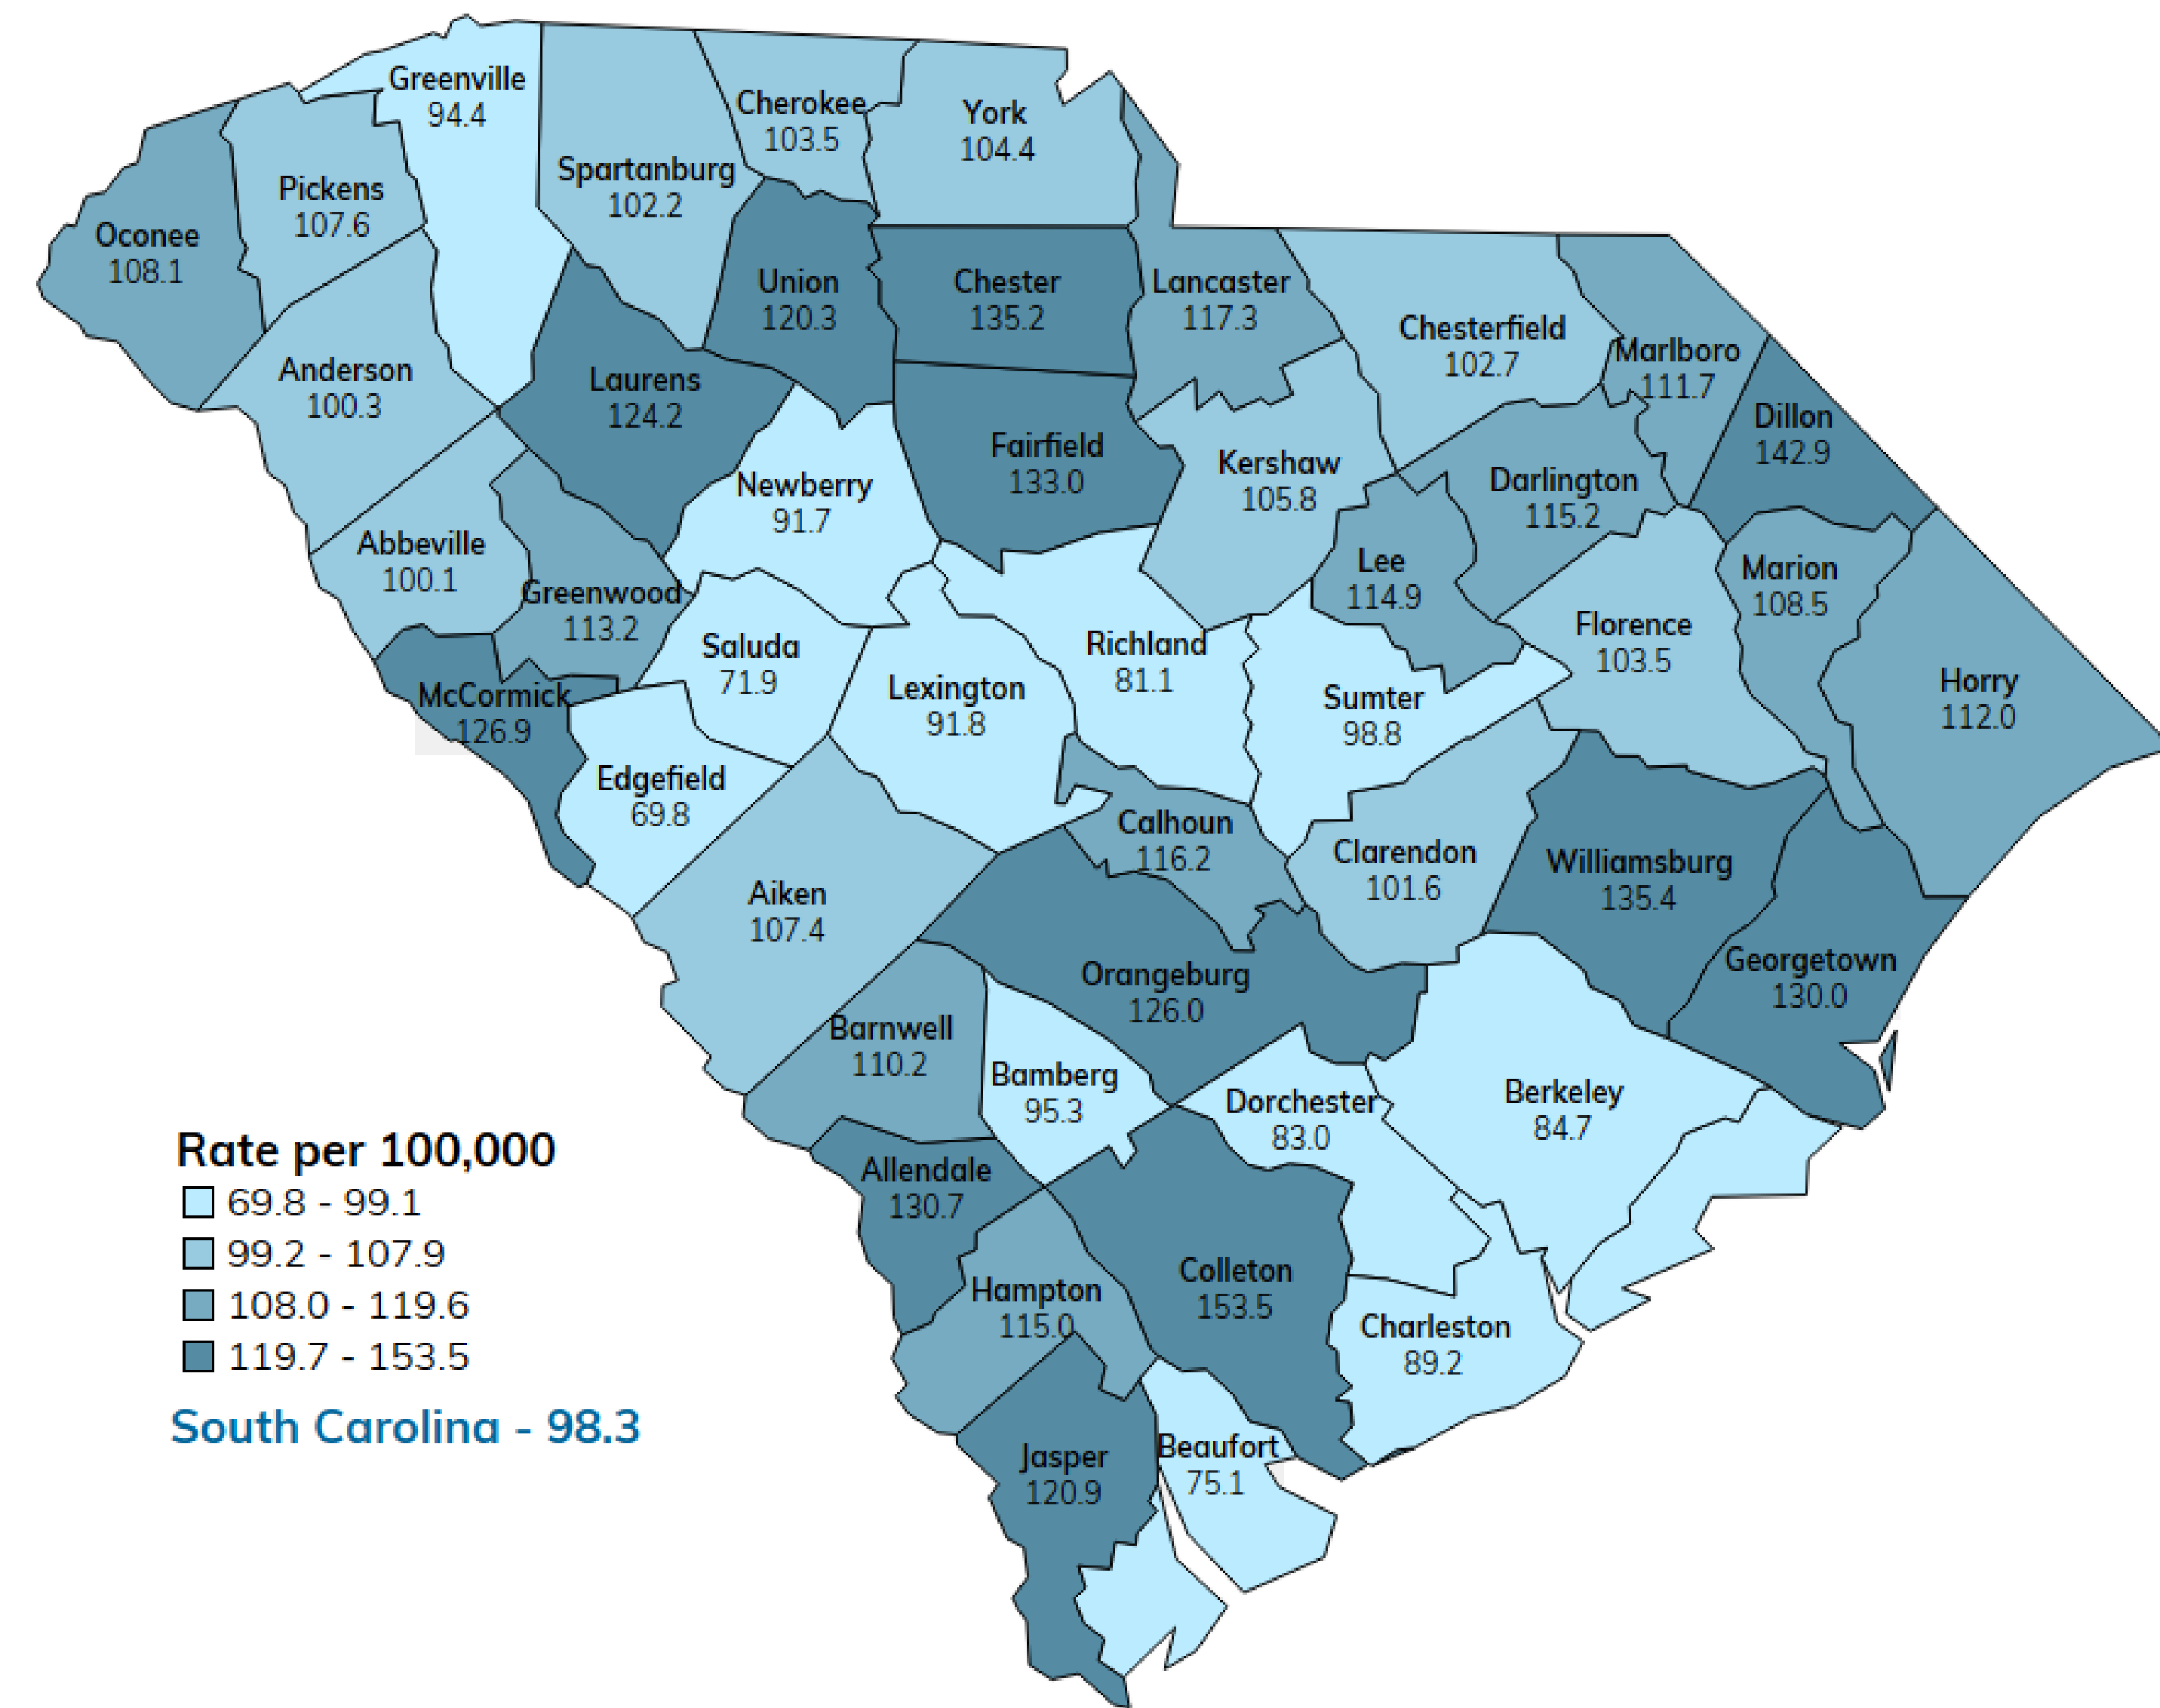 Greenville
94.4
Cherokee
103.5
York
104.4
Spartanburg
102.2
Pickens
107.6
Oconee
108.1
Union
120.3
Chester
135.2
Lancaster
117.3
Chesterfield
102.7
Marlboro
111.7
Anderson
100.3
Laurens
124.2
Dillon
142.9
Fairfield
133.0
Kershaw
105.8
Darlington
115.2
Newberry
91.7
Abbeville
100.1
Lee
114.9
Marion
108.5
Greenwood
113.2
Florence
103.5
Saluda
71.9
Richland
81.1
Horry
112.0
McCormick
126.9
Lexington
91.8
Sumter
98.8
Edgefield
69.8
Calhoun
116.2
Clarendon
101.6
Williamsburg
135.4
Aiken
107.4
Georgetown
130.0
Orangeburg
126.0
Barnwell
110.2
Bamberg
95.3
Dorchester
83.0
Berkeley
84.7
Allendale
130.7
Colleton
153.5
Hampton
115.0
Charleston
89.2
Beaufort
75.1
Jasper
120.9
Rate per 100,000
69.8 - 99.1
99.2 - 107.9
108.0 - 119.6
119.7 - 153.5
South Carolina - 98.3